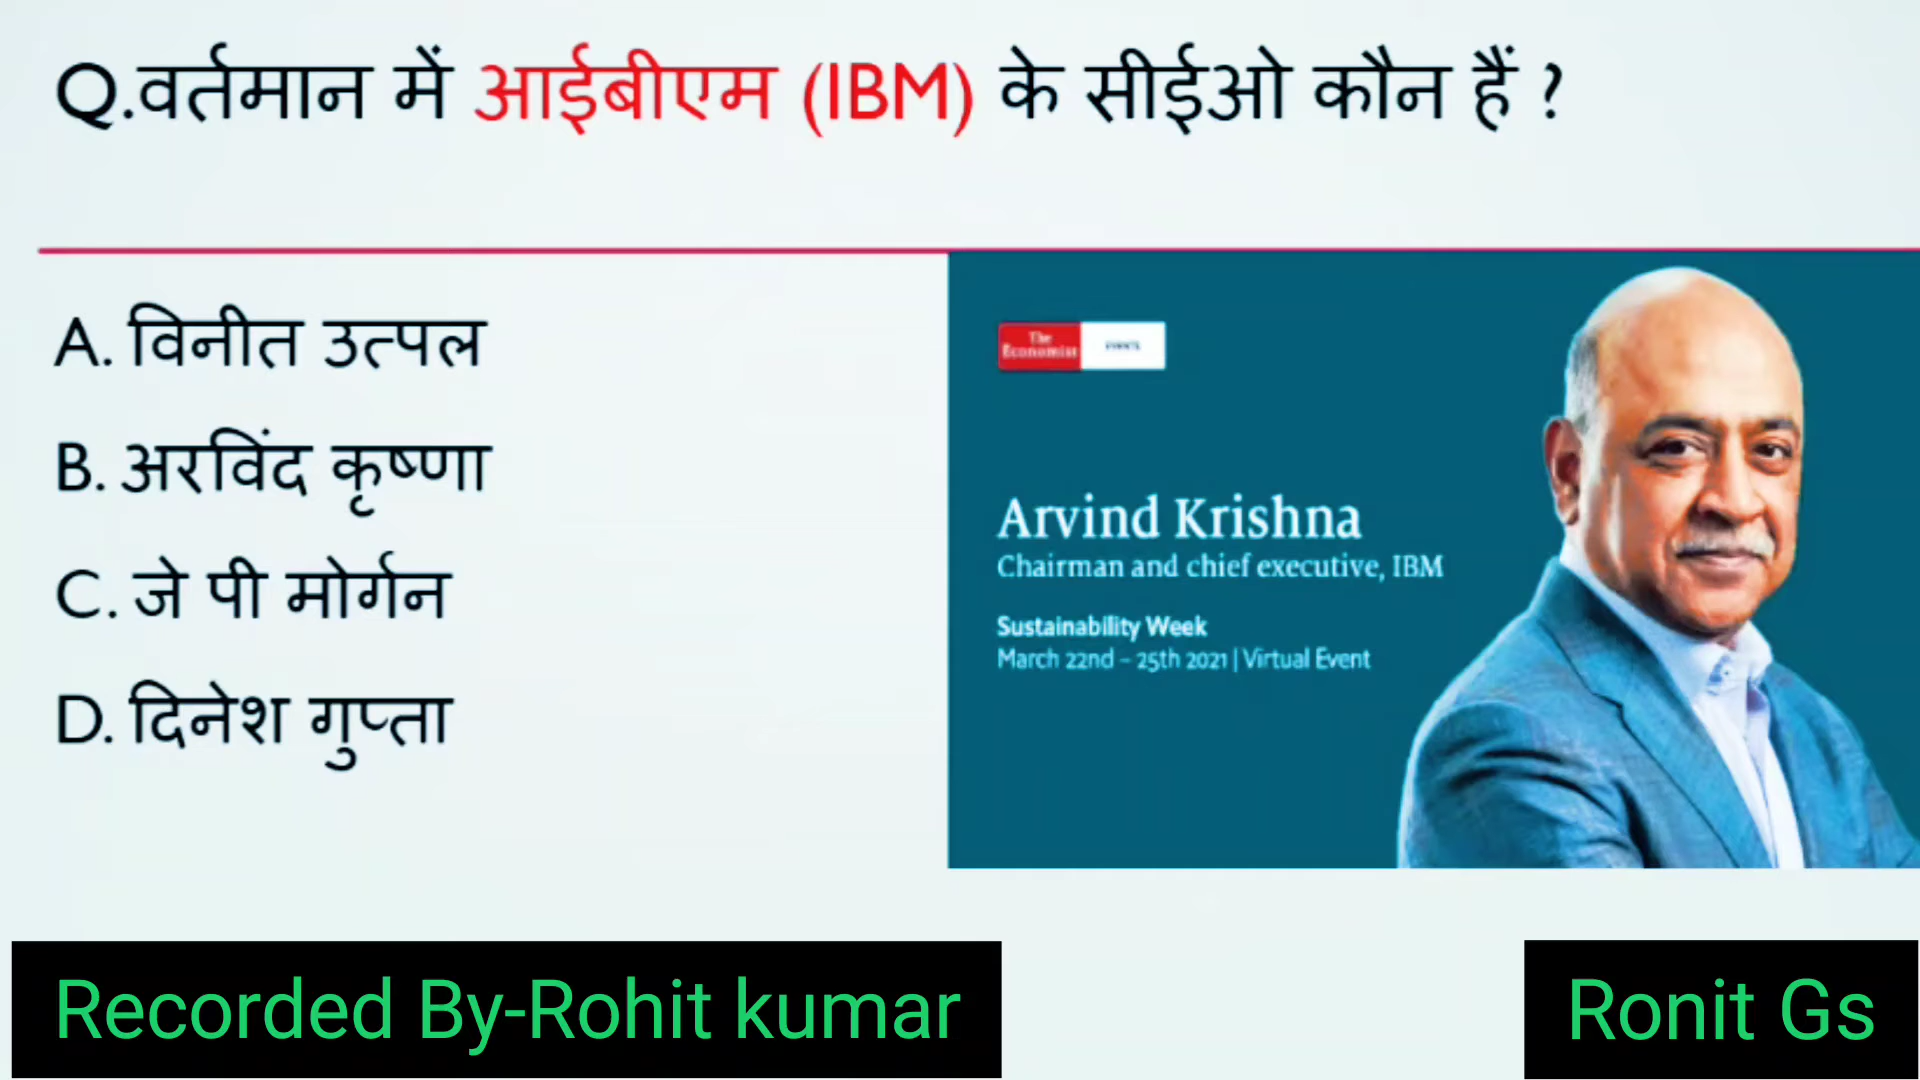 Q.वर्तमान में आईबीएम (IBM) के सीईओ कौन हैं ?
A. विनीत उत्पल
B. अरविंद कृष्णा
C. जे पी मोर्गन
D. दिनेश गुप्ता
The
Economist
EVENTS
Arvind Krishna
Chairman and chief executive, IBM
Sustainability Week
March 22nd – 25th 2021 | Virtual Event
Recorded By-Rohit kumar
Ronit Gs